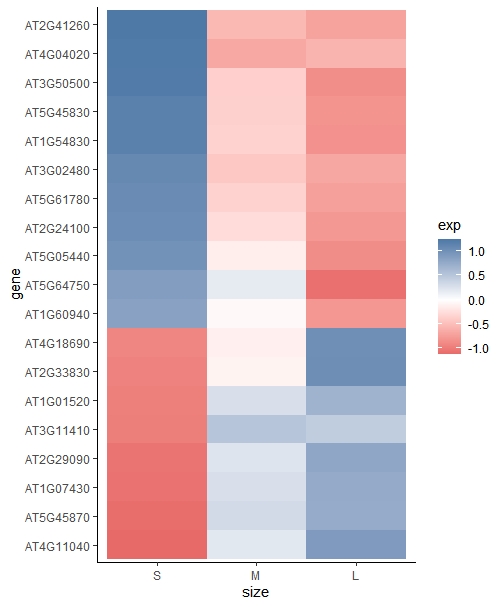 AT2G41260
AT4G04020
AT3G50500
AT5G45830
AT1G54830
AT3G02480
AT5G61780
AT2G24100
AT5G05440
AT5G64750
AT1G60940
AT4G18690
AT2G33830
AT1G01520
AT3G11410
AT2G29090
AT1G07430
AT5G45870
AT4G11040
gene
S M L
size
exp
1.0
0.5
0.0
-0.5
-1.0